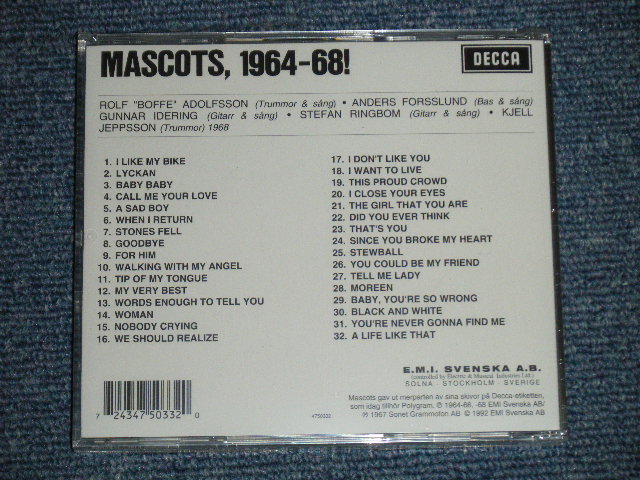 MASCOTS, 1964-68!
DECCA
ROLF "BOFFE" ADOLFSSON (Trummor & sång) • ANDERS FORSSLUND (Bas & sång)
GUNNAR IDERING (Gitarr & sång) • STEFAN RINGBOM (Gitarr & sång) • KJELL
JEPPSSON (Trummor) 1968
1. I LIKE MY BIKE
2. LYCKAN
3. BABY BABY
4. CALL ME YOUR LOVE
5. A SAD BOY
6. WHEN I RETURN
7. STONES FELL
8. GOODBYE
9. FOR HIM
10. WALKING WITH MY ANGEL
11. TIP OF MY TONGUE
12. MY VERY BEST
13. WORDS ENOUGH TO TELL YOU
14. WOMAN
15. NOBODY CRYING
16. WE SHOULD REALIZE
17. I DON'T LIKE YOU
18. I WANT TO LIVE
19. THIS PROUD CROWD
20. I CLOSE YOUR EYES
21. THE GIRL THAT YOU ARE
22. DID YOU EVER THINK
23. THAT'S YOU
24. SINCE YOU BROKE MY HEART
25. STEWBALL
26. YOU COULD BE MY FRIEND
27. TELL ME LADY
28. MOREEN
29. BABY, YOU'RE SO WRONG
30. BLACK AND WHITE
31. YOU'RE NEVER GONNA FIND ME
32. A LIFE LIKE THAT
E.M.I. SVENSKA A.B.
(controlled by Electric & Musical Industries Ltd.)
SOLNA · STOCKHOLM · SVERIGE
Mascots gav ut merparten av sina skivor på Decca-etiketten,
som idag tillhör Polygram. ℗ 1964-66, -68 EMI Svenska AB/
℗ 1967 Sonet Grammofon AB © 1992 EMI Svenska AB
7 24347 50332 0
4750332